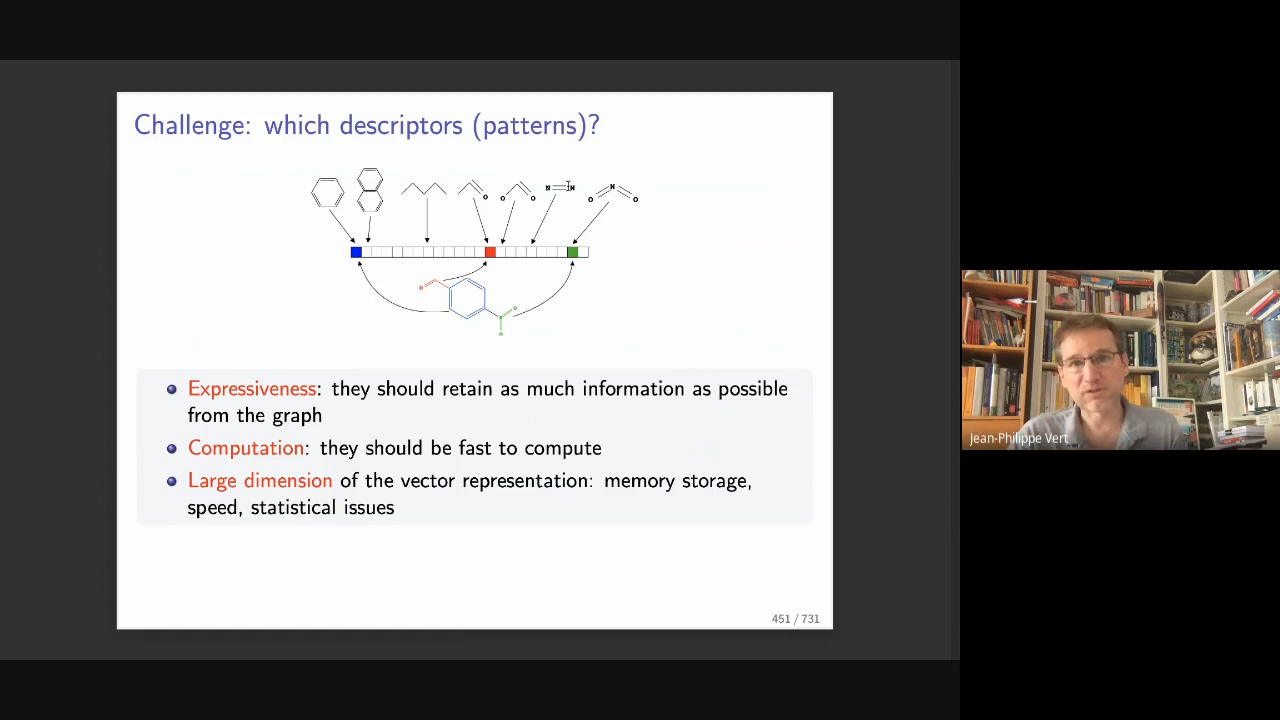 Challenge: which descriptors (patterns)?
N N
N
O O O O O
O
N
O
O
Expressiveness: they should retain as much information as possible
from the graph
Computation: they should be fast to compute
Large dimension of the vector representation: memory storage,
speed, statistical issues
451 / 731
Jean-Philippe Vert